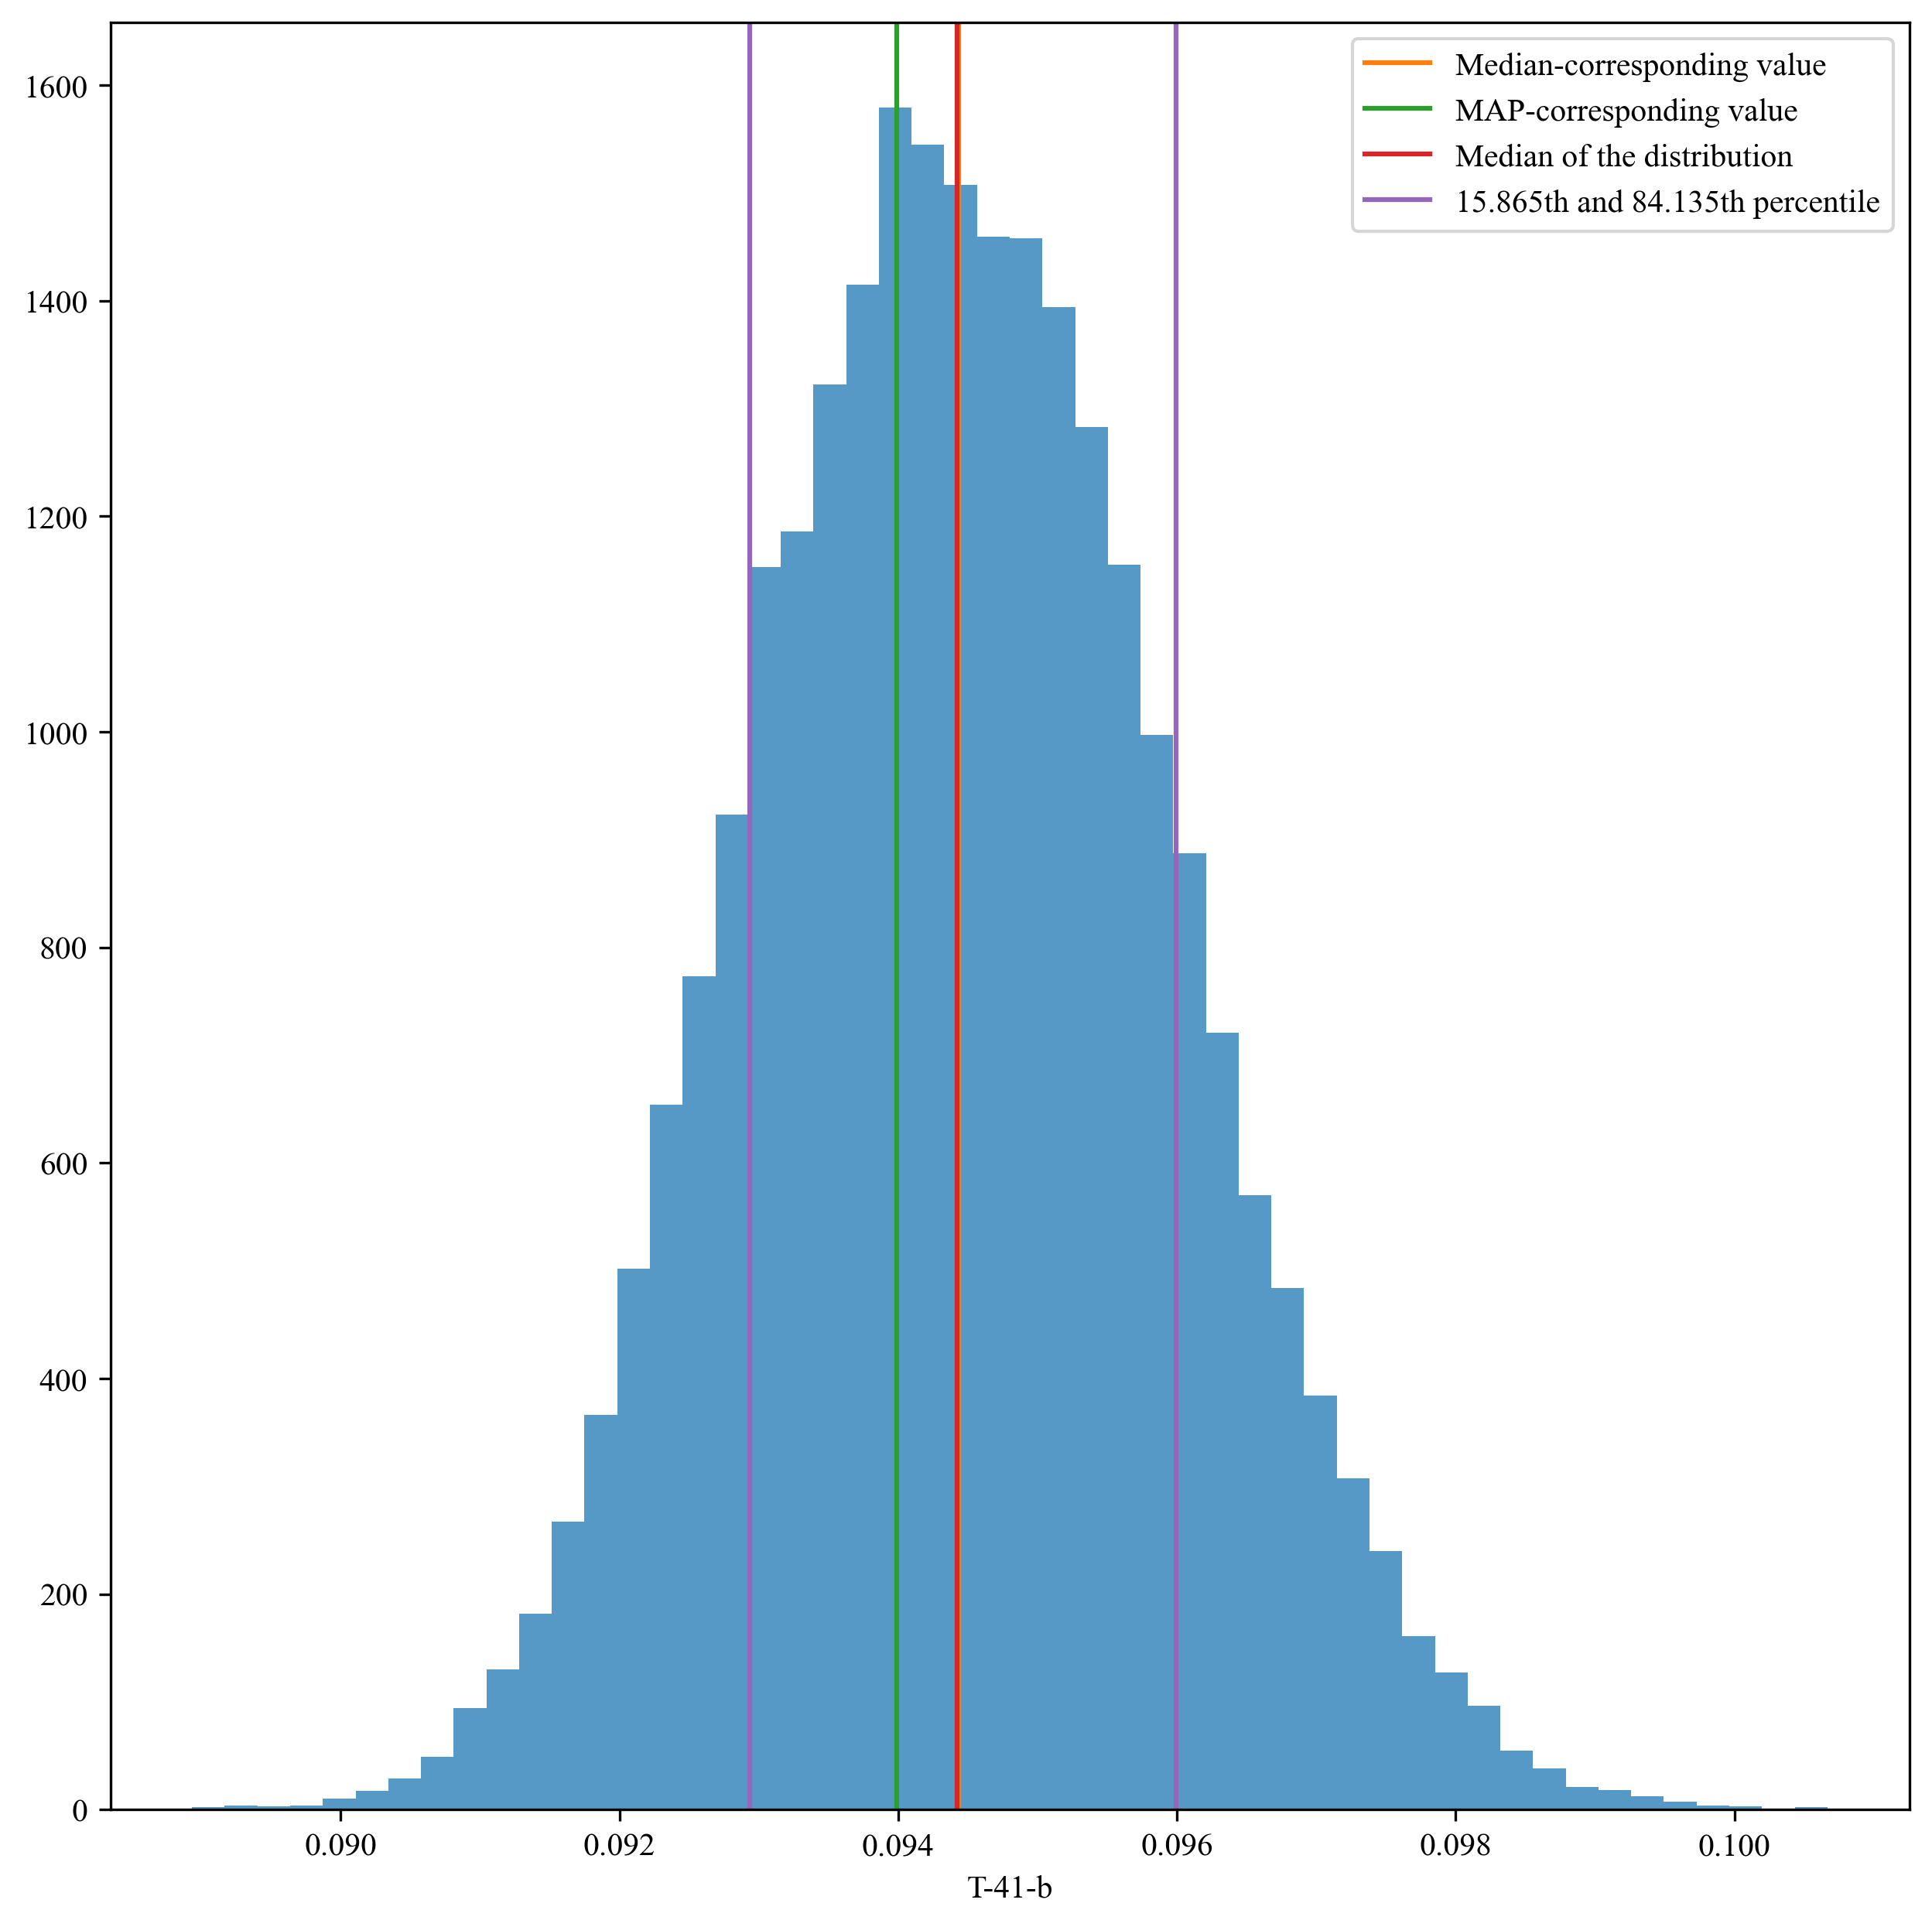 Median-corresponding value
MAP-corresponding value
Median of the distribution
15.865th and 84.135th percentile
1600
1400
1200
1000
800
600
400
200
0
0.090 0.092 0.094 0.096 0.098 0.100
T-41-b